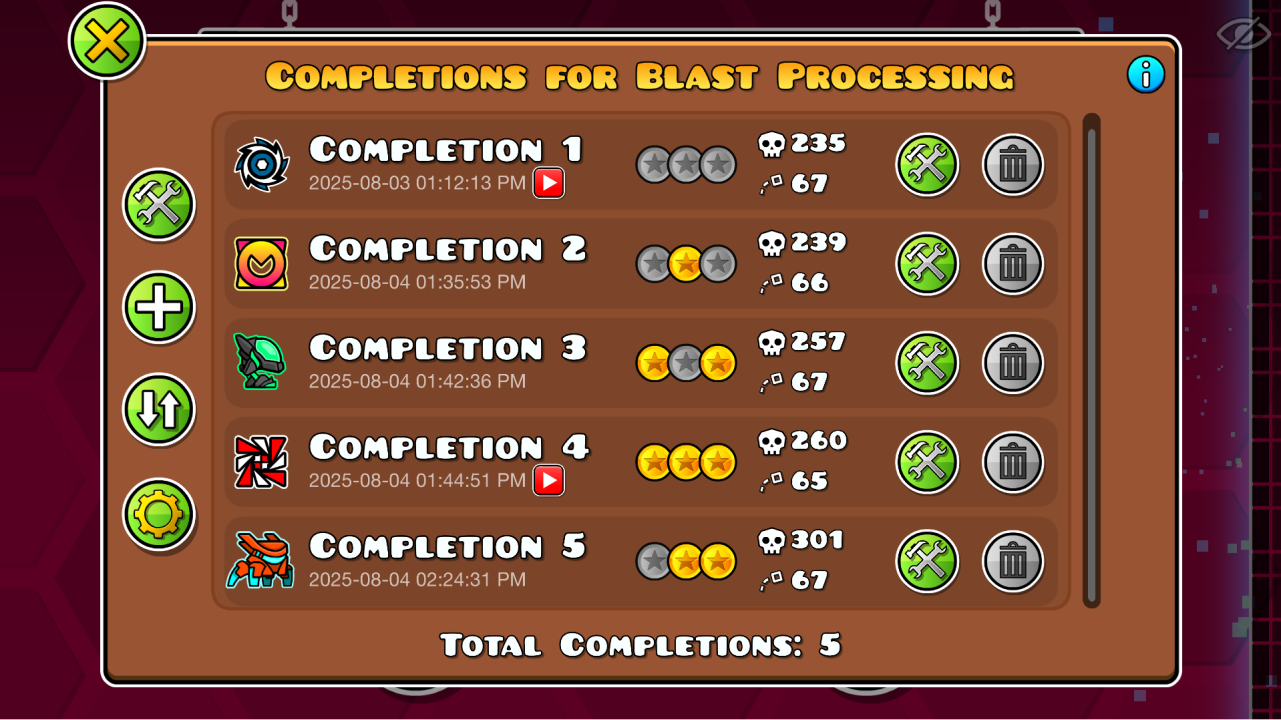 Completions for Blast Processing
Completion 1
2025-08-03 01:12:13 PM
235
67
Completion 2
2025-08-04 01:35:53 PM
239
66
Completion 3
2025-08-04 01:42:36 PM
257
67
Completion 4
2025-08-04 01:44:51 PM
260
65
Completion 5
2025-08-04 02:24:31 PM
301
67
Total Completions: 5